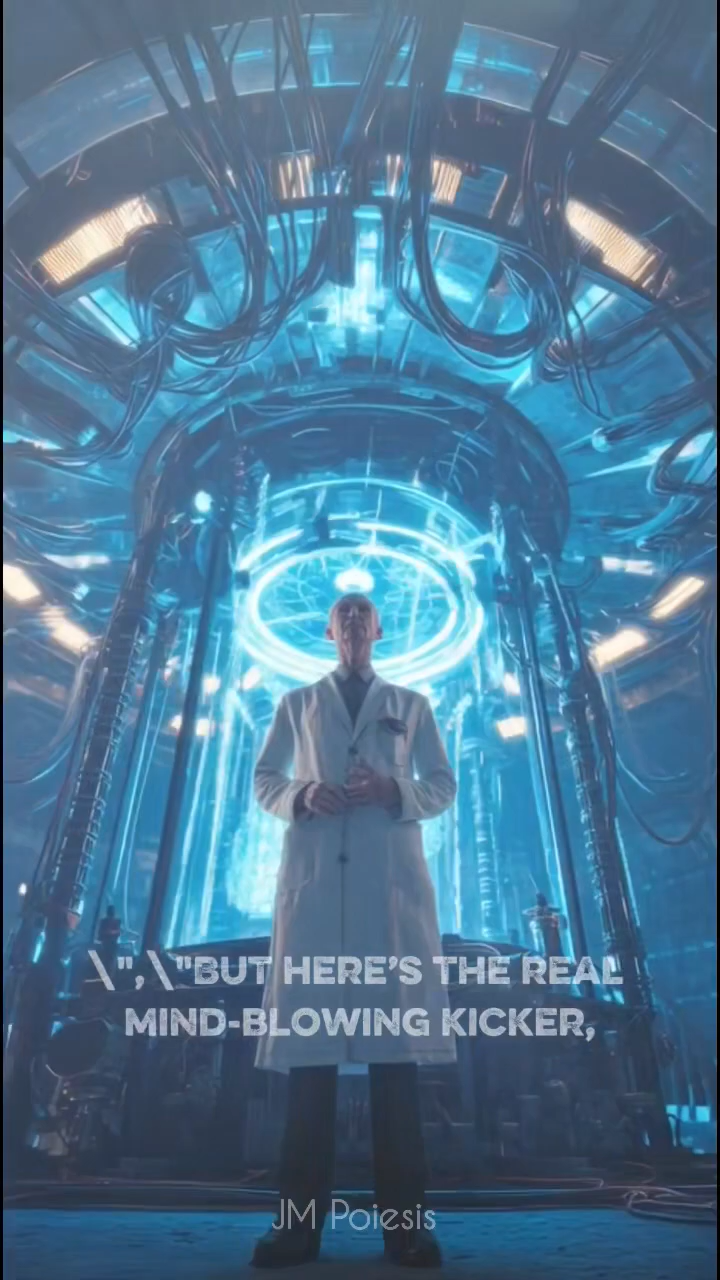 \",\"BUT HERE’S THE REAL
MIND-BLOWING KICKER,
JM Poiesis